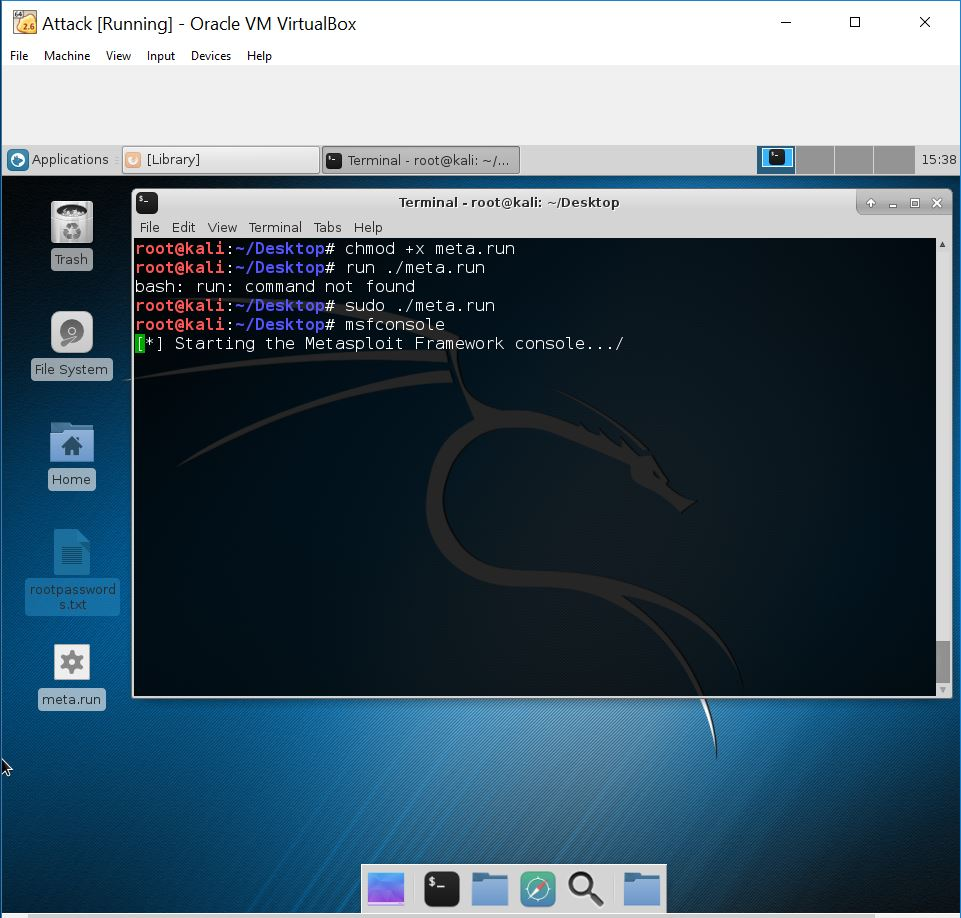 Attack [Running] - Oracle VM VirtualBox
File Machine View Input Devices Help
Applications [Library] Terminal - root@kali: ~/... 15:38
Terminal - root@kali: ~/Desktop
File Edit View Terminal Tabs Help
root@kali:~/Desktop# chmod +x meta.run
root@kali:~/Desktop# run ./meta.run
bash: run: command not found
root@kali:~/Desktop# sudo ./meta.run
root@kali:~/Desktop# msfconsole
[*] Starting the Metasploit Framework console.../
Trash
File System
Home
rootpassword
s.txt
meta.run